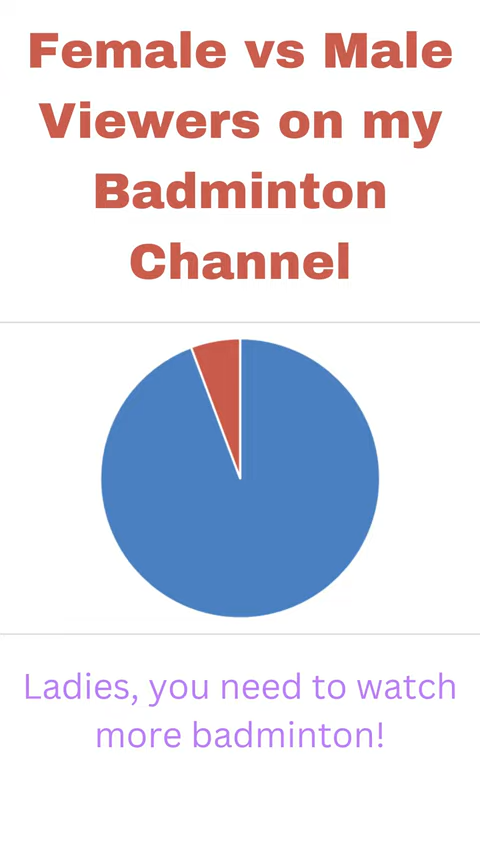 Female vs Male
Viewers on my
Badminton
Channel
Ladies, you need to watch
more badminton!